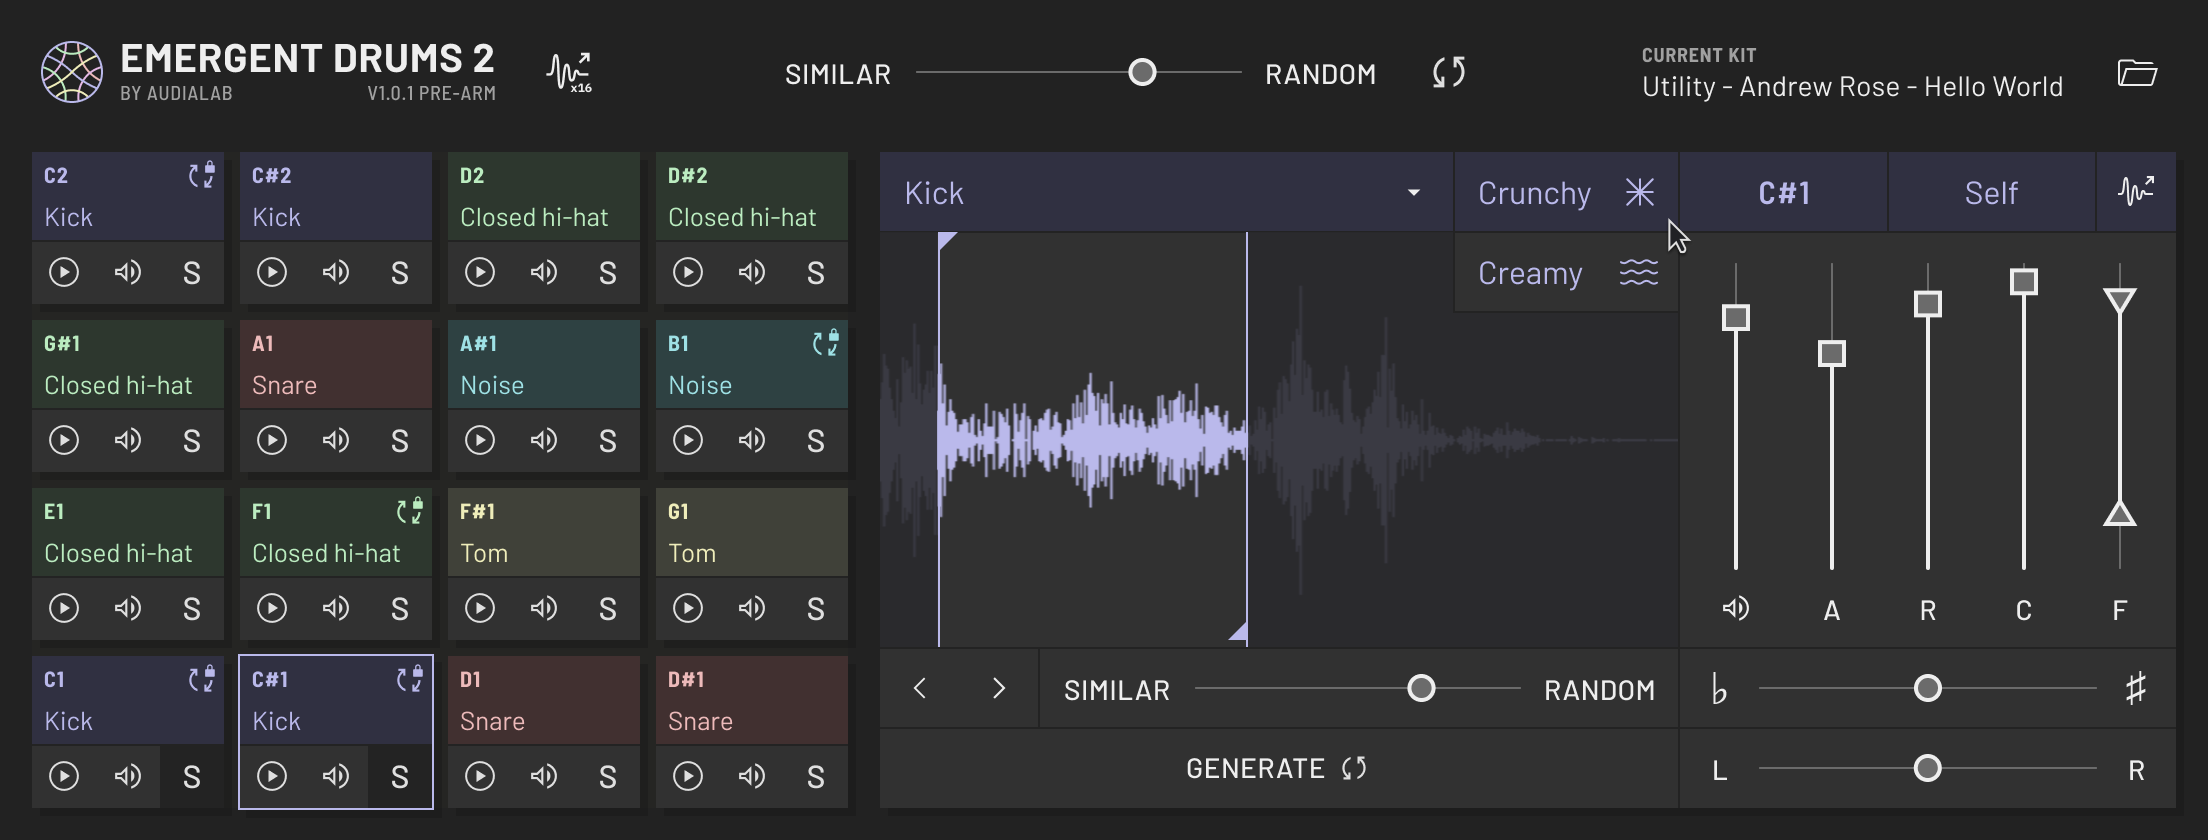 EMERGENT DRUMS 2
BY AUDIALAB V1.0.1 PRE-ARM
x16
SIMILAR RANDOM
CURRENT KIT
Utility - Andrew Rose - Hello World
C2 C#2 D2 D#2
Kick Kick Closed hi-hat Closed hi-hat
S S S S
G#1 A1 A#1 B1
Closed hi-hat Snare Noise Noise
S S S S
E1 F1 F#1 G1
Closed hi-hat Closed hi-hat Tom Tom
S S S S
C1 C#1 D1 D#1
Kick Kick Snare Snare
S S S S
Kick Crunchy C#1 Self
Creamy
A R C F
SIMILAR RANDOM ♭ ♯
GENERATE L R